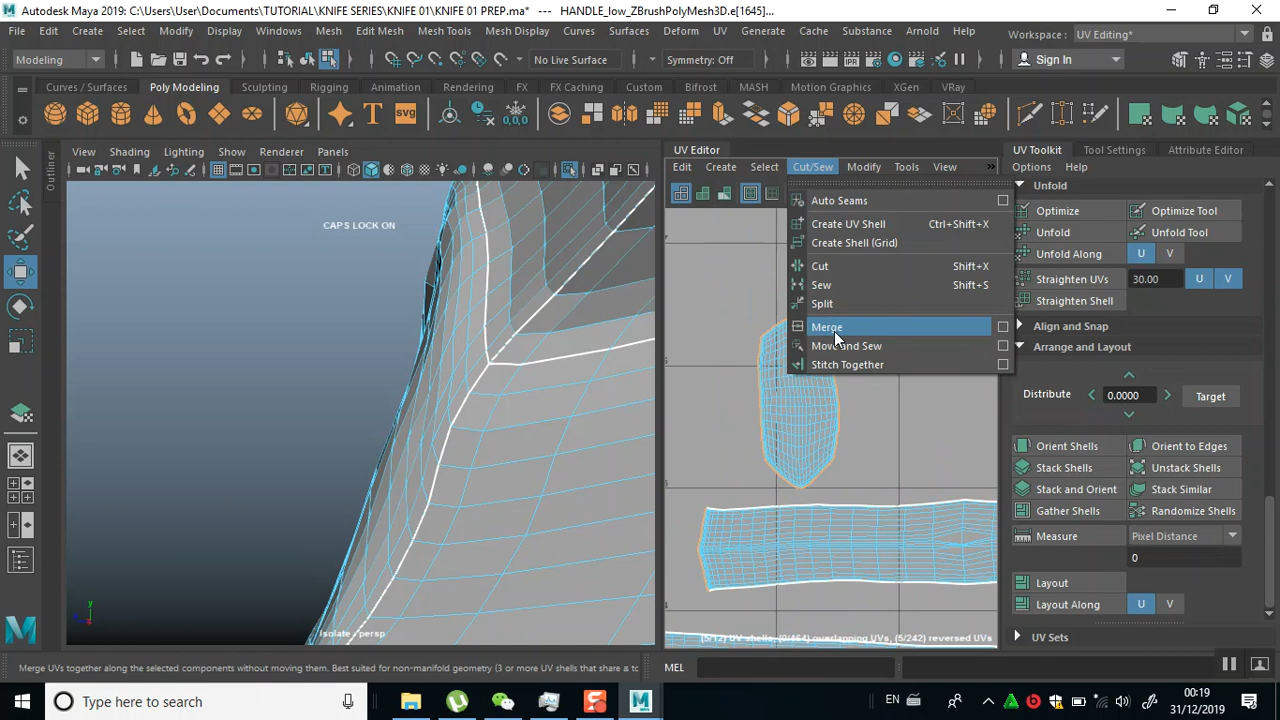 Autodesk Maya 2019: C:\Users\User\Documents\TUTORIAL\KNIFE SERIES\KNIFE 01\KNIFE 01 PREP.ma* --- HANDLE_low_ZBrushPolyMesh3D.e[1645]...
File Edit Create Select Modify Display Windows Mesh Edit Mesh Mesh Tools Mesh Display Curves Surfaces Deform UV Generate Cache Substance Arnold Help Workspace : UV Editing*
Modeling No Live Surface Symmetry: Off Sign In
Curves / Surfaces Poly Modeling Sculpting Rigging Animation Rendering FX FX Caching Custom Bifrost MASH Motion Graphics XGen VRay
svg 0,0,0
View Shading Lighting Show Renderer Panels
Outliner
CAPS LOCK ON
Isolate : persp
y
UV Editor
Edit Create Select Cut/Sew Modify Tools View »
Auto Seams
Create UV Shell Ctrl+Shift+X
Create Shell (Grid)
Cut Shift+X
Sew Shift+S
Split
Merge
Move and Sew
Stitch Together
(5/12) UV shells, (0/464) overlapping UVs, (5/242) reversed UVs
UV Toolkit Tool Settings Attribute Editor
Options Help
Unfold
Optimize Optimize Tool
Unfold Unfold Tool
Unfold Along U V
Straighten UVs 30.00 U V
Straighten Shell
Align and Snap
Arrange and Layout
Distribute 0.0000 Target
Orient Shells Orient to Edges
Stack Shells Unstack Shells
Stack and Orient Stack Similar
Gather Shells Randomize Shells
Measure Pixel Distance
0
Layout
Layout Along U V
UV Sets
Merge UVs together along the selected components without moving them. Best suited for non-manifold geometry (3 or more UV shells that share a MEL
Type here to search EN 00:19
31/12/2019